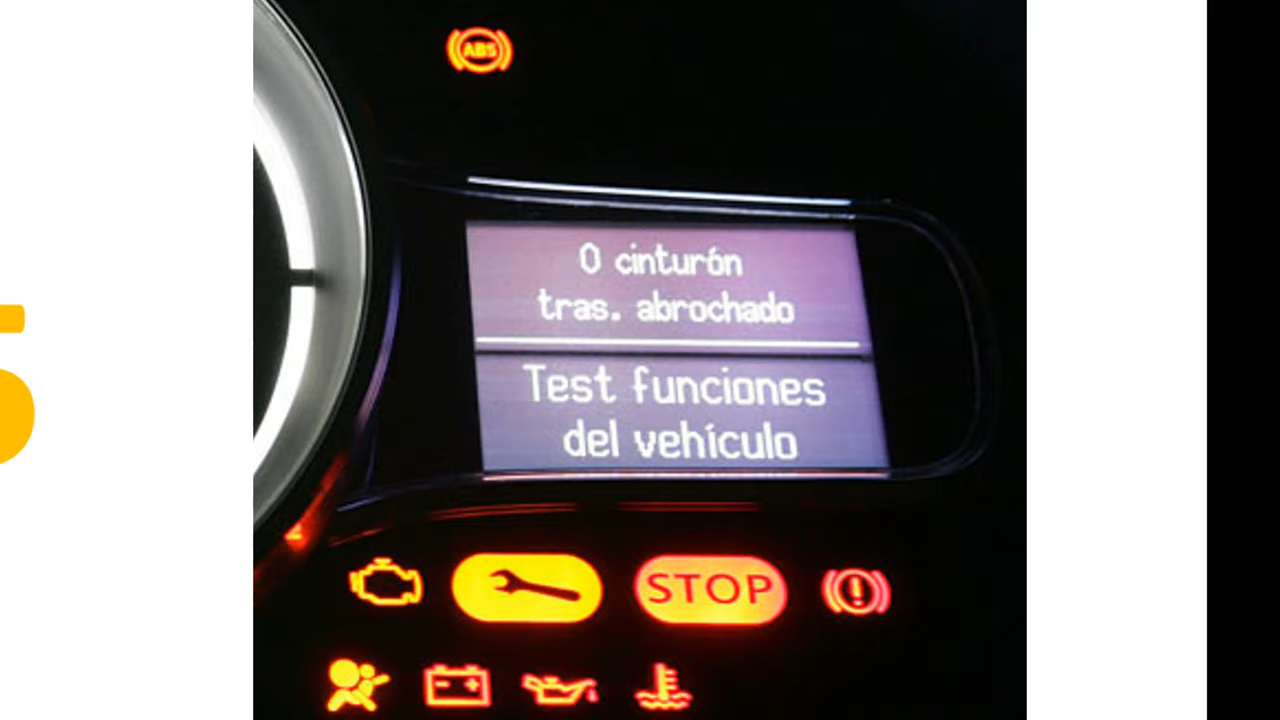 ABS
0 cinturón
tras. abrochado
Test funciones
del vehículo
STOP